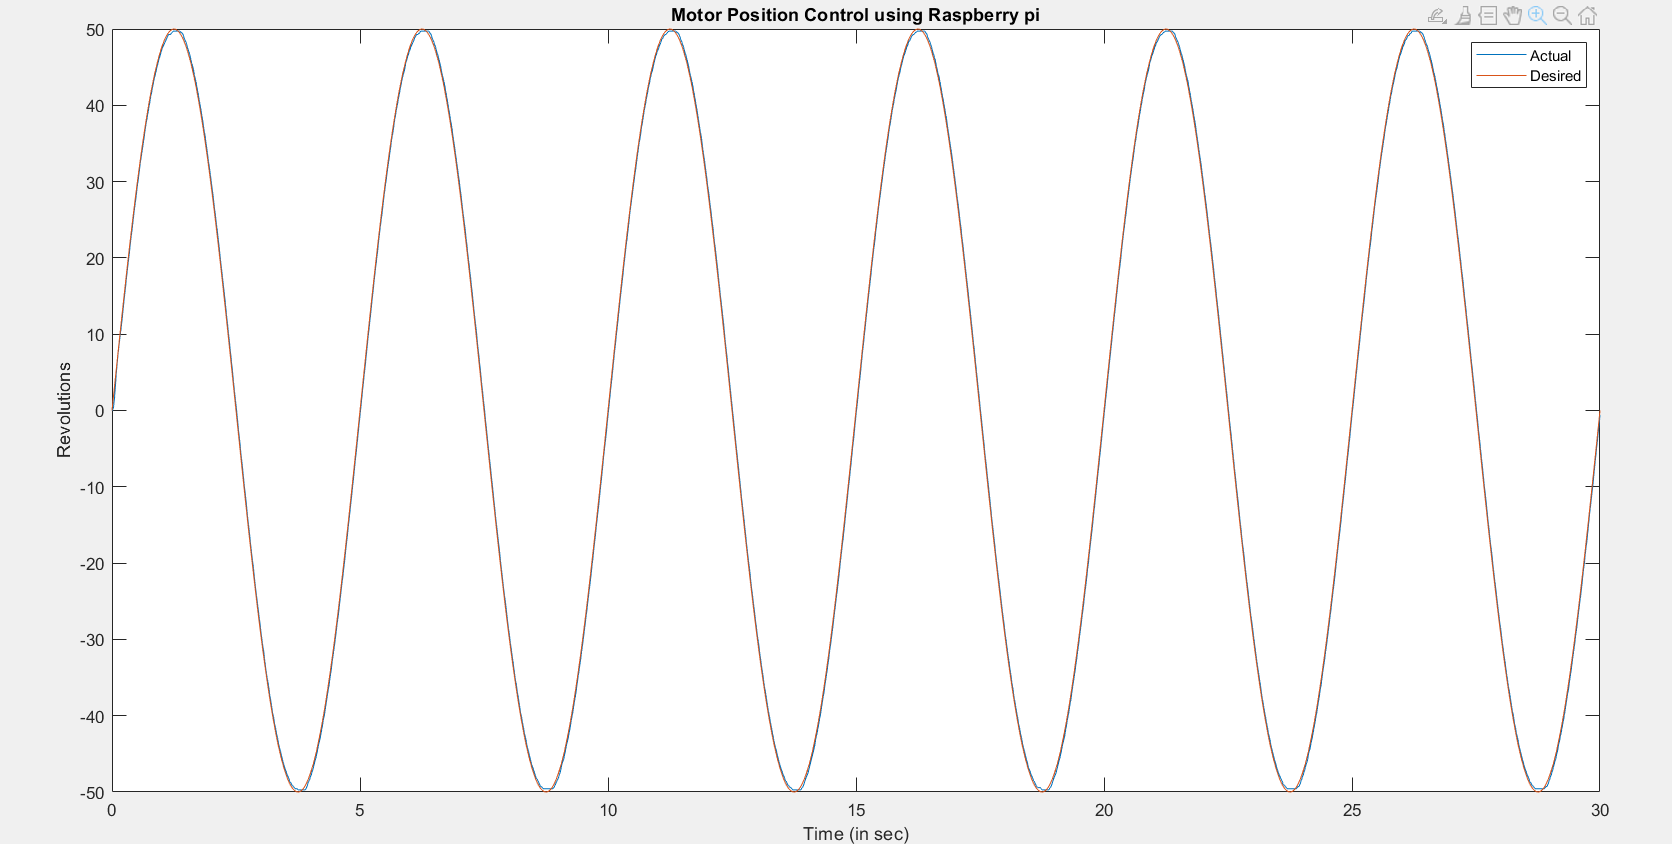 Motor Position Control using Raspberry pi
Actual
Desired
50
40
30
20
10
0
-10
-20
-30
-40
-50
Revolutions
0 5 10 15 20 25 30
Time (in sec)